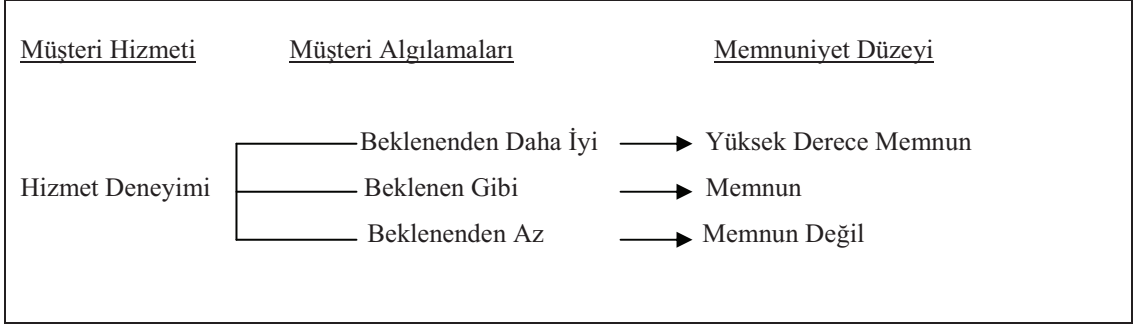 Müşteri Hizmeti Müşteri Algılamaları Memnuniyet Düzeyi
Beklenenden Daha İyi Yüksek Derece Memnun
Hizmet Deneyimi Beklenen Gibi Memnun
Beklenenden Az Memnun Değil